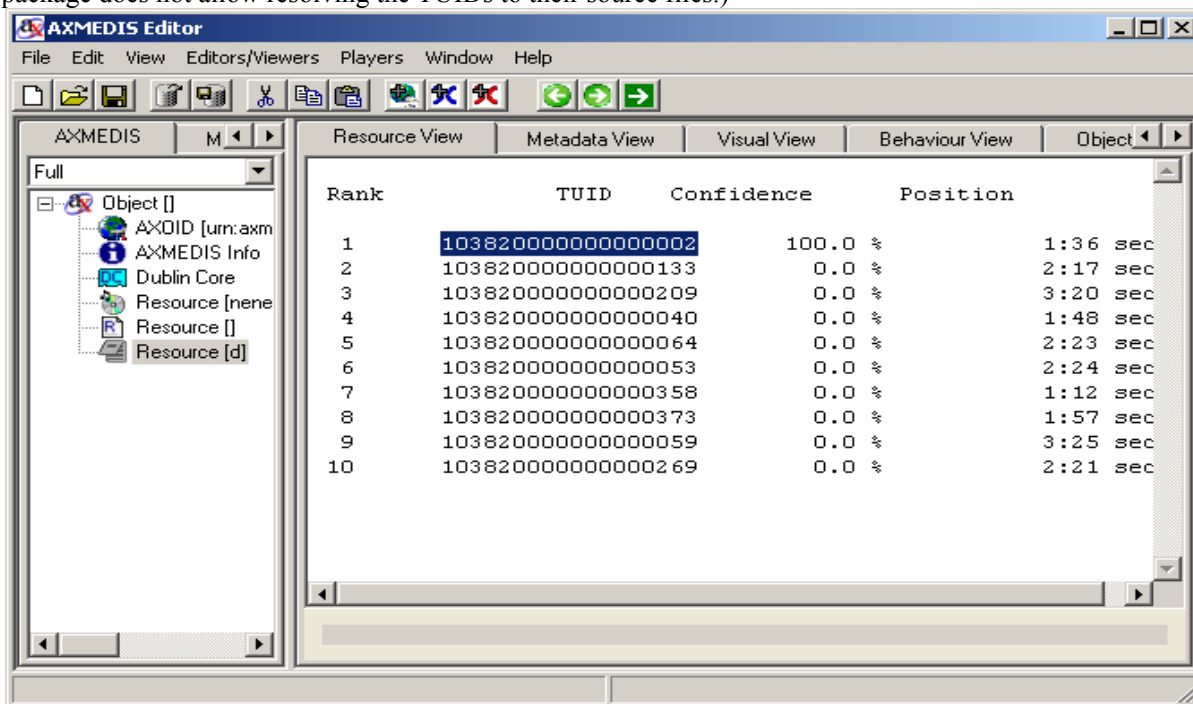 package does not allow resolving the TUIDs to their source files.)
AXMEDIS Editor
File Edit View Editors/Viewers Players Window Help
AXMEDIS M
Resource View Metadata View Visual View Behaviour View Object
Full
Object []
AXOID [urn:axm
AXMEDIS Info
Dublin Core
Resource [nene
Resource []
Resource [d]
Rank TUID Confidence Position
1 103820000000000002 100.0 % 1:36 sec
2 103820000000000133 0.0 % 2:17 sec
3 103820000000000209 0.0 % 3:20 sec
4 103820000000000040 0.0 % 1:48 sec
5 103820000000000064 0.0 % 2:23 sec
6 103820000000000053 0.0 % 2:24 sec
7 103820000000000358 0.0 % 1:12 sec
8 103820000000000373 0.0 % 1:57 sec
9 103820000000000059 0.0 % 3:25 sec
10 103820000000000269 0.0 % 2:21 sec